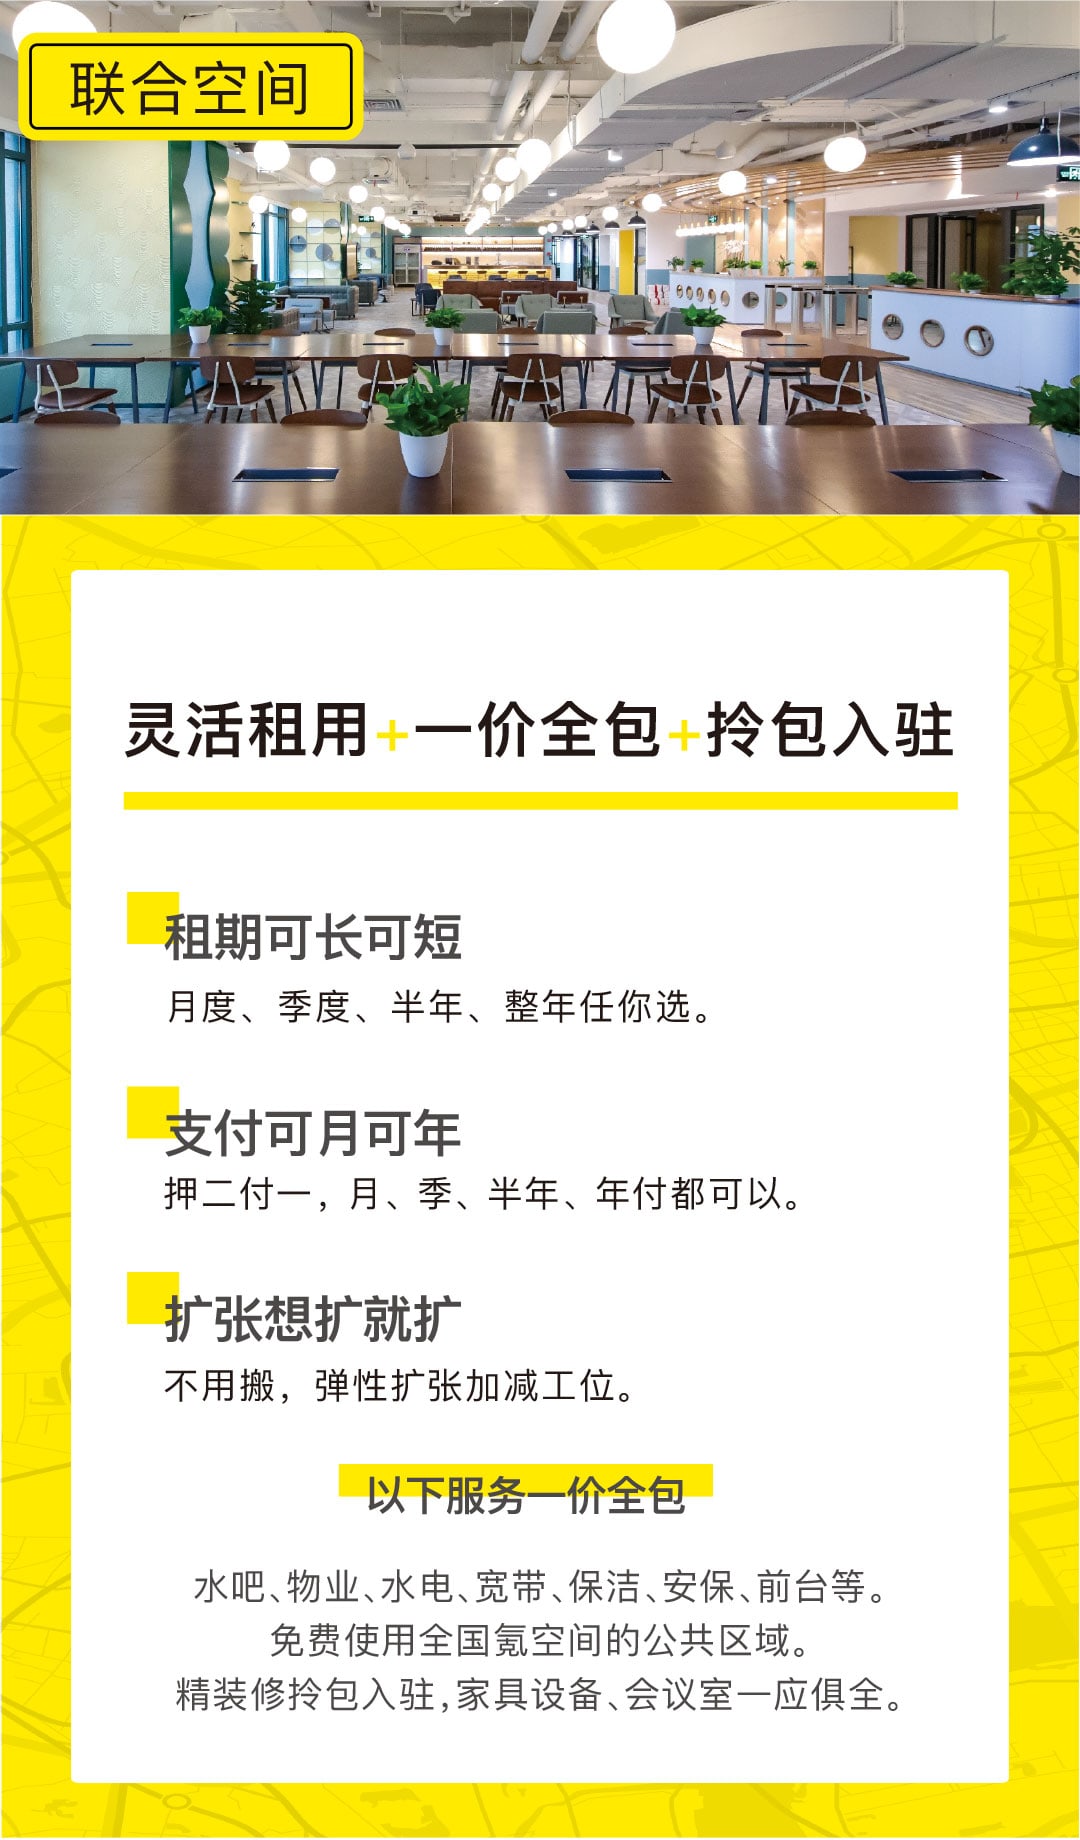 联合空间
灵活租用+一价全包+拎包入驻
租期可长可短
月度、季度、半年、整年任你选。
支付可月可年
押二付一，月、季、半年、年付都可以。
扩张想扩就扩
不用搬，弹性扩张加减工位。
以下服务一价全包
水吧、物业、水电、宽带、保洁、安保、前台等。
免费使用全国氪空间的公共区域。
精装修拎包入驻，家具设备、会议室一应俱全。